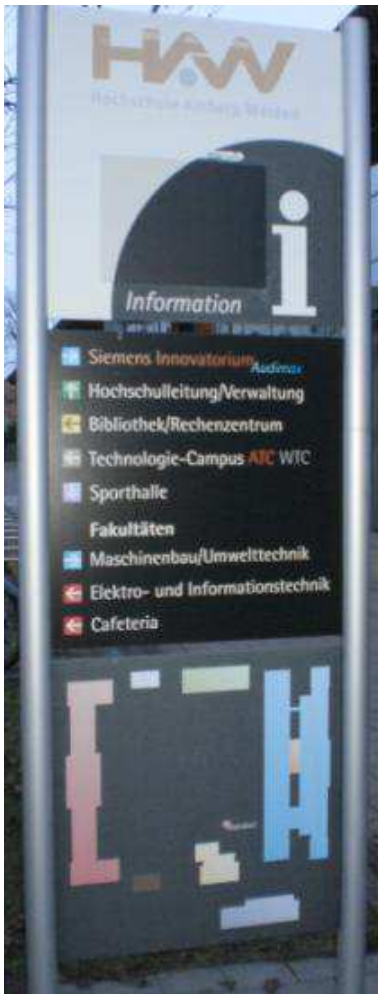 HAW
Hochschule Amberg-Weiden
i
Information
Siemens Innovatorium
Audimax
Hochschulleitung/Verwaltung
Bibliothek/Rechenzentrum
Technologie-Campus ATC WTC
Sporthalle
Fakultäten
Maschinenbau/Umwelttechnik
Elektro- und Informationstechnik
Cafeteria